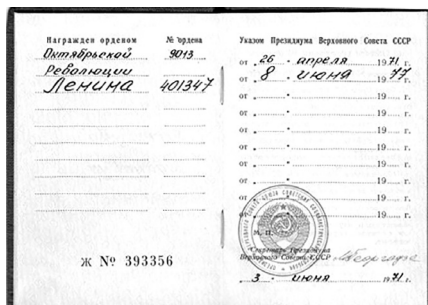 Награжден орденом № ордена
Октябрьской 9013
Революции
Ленина 401347
Ж № 393356
Указом Президиума Верховного Совета СССР
от „ 26 “ апреля 1971 г.
от „ 8 “ июня 1977 г.
от „ “ 19 г.
от „ “ 19 г.
от „ “ 19 г.
от „ “ 19 г.
от „ “ 19 г.
от „ “ 19 г.
от „ “ 19 г.
от „ “ 19 г.
М. П.
Секретарь Президиума
Верховного Совета СССР
„ 3 “ июня 1971 г.